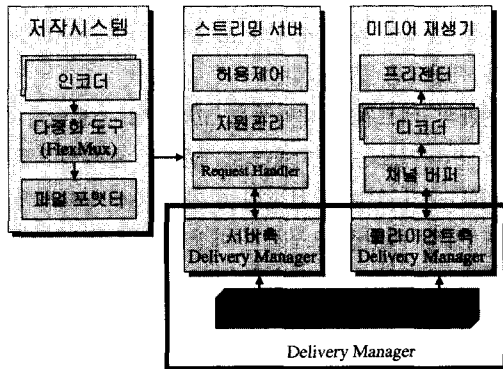 저작시스템
인코더
다중화 도구
(FlexMux)
파일 포맷터
스트리밍 서버
허용제어
자원관리
Request Handler
서버측
Delivery Manager
미디어 재생기
프리젠터
디코더
채널 버퍼
클라이언트측
Delivery Manager
Delivery Manager